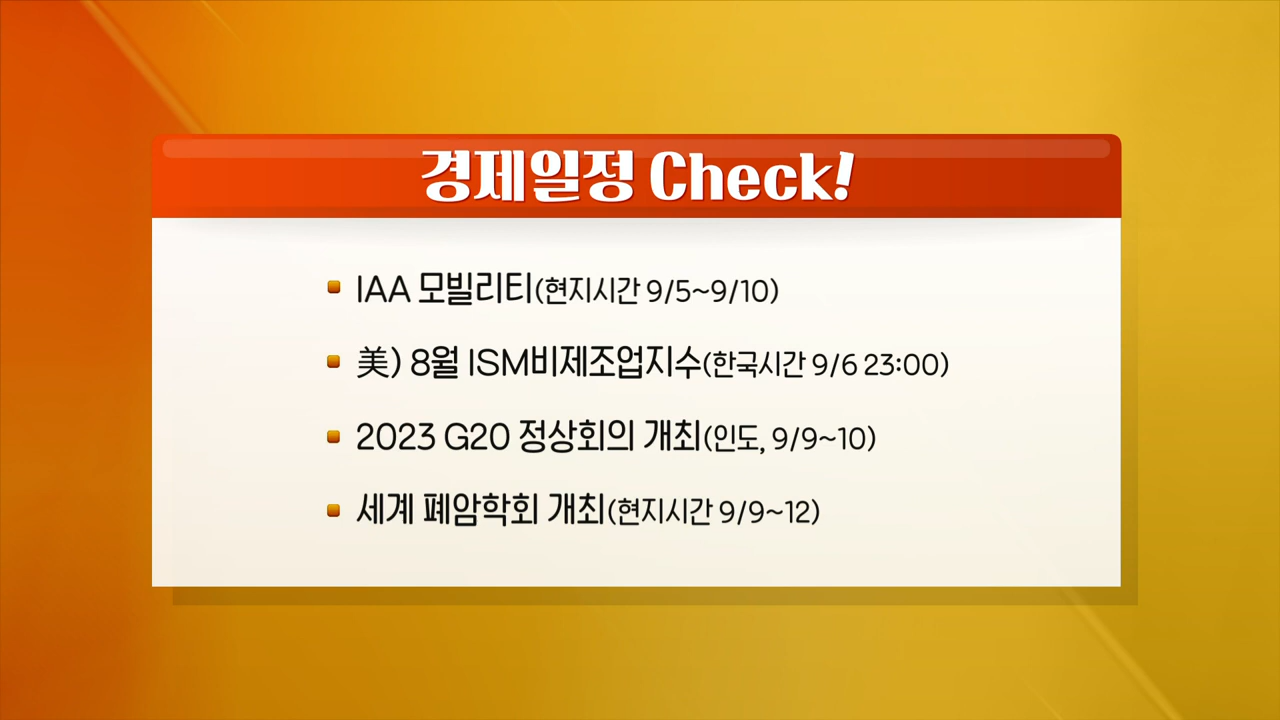 경제일정 Check!
IAA 모빌리티(현지시간 9/5~9/10)
美) 8월 ISM비제조업지수(한국시간 9/6 23:00)
2023 G20 정상회의 개최(인도, 9/9~10)
세계 폐암학회 개최(현지시간 9/9~12)